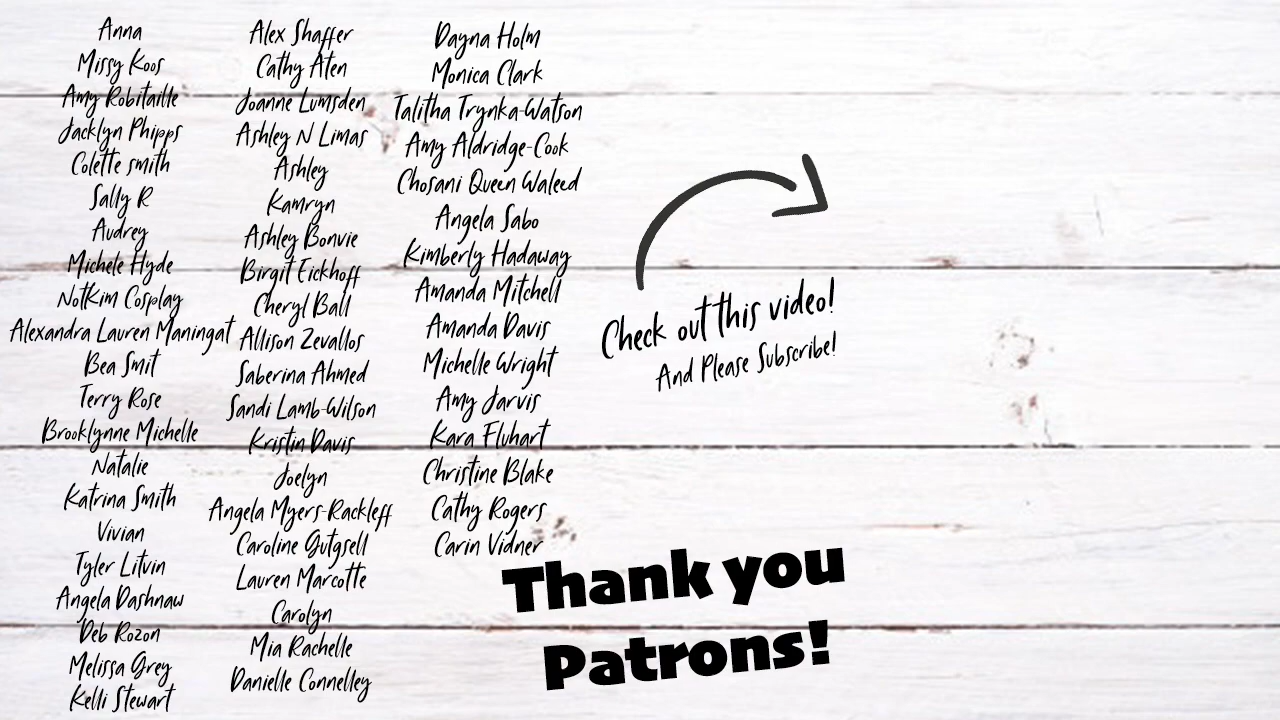 Anna
Missy Koos
Amy Robitaille
Jacklyn Phipps
Colette smith
Sally R
Audrey
Michele Hyde
NotKim Cosplay
Alexandra Lauren Maningat
Bea Smit
Terry Rose
Brooklynne Michelle
Natalie
Katrina Smith
Vivian
Tyler Litvin
Angela Dashnaw
Deb Rozon
Melissa Grey
Kelli Stewart
Alex Shaffer
Cathy Aten
Joanne Lumsden
Ashley N Limas
Ashley
Kamryn
Ashley Bonvie
Birgit Eickhoff
Cheryl Ball
Allison Zevallos
Saberina Ahmed
Sandi Lamb-Wilson
Kristin Davis
Joelyn
Angela Myers-Rackleff
Caroline Gutgsell
Lauren Marcotte
Carolyn
Mia Rachelle
Danielle Connelley
Dayna Holm
Monica Clark
Talitha Trynka-Watson
Amy Aldridge-Cook
Chosani Queen Waleed
Angela Sabo
Kimberly Hadaway
Amanda Mitchell
Amanda Davis
Michelle Wright
Amy Jarvis
Kara Fluhart
Christine Blake
Cathy Rogers
Carin Vidner
Check out this video!
And Please Subscribe!
Thank you
Patrons!